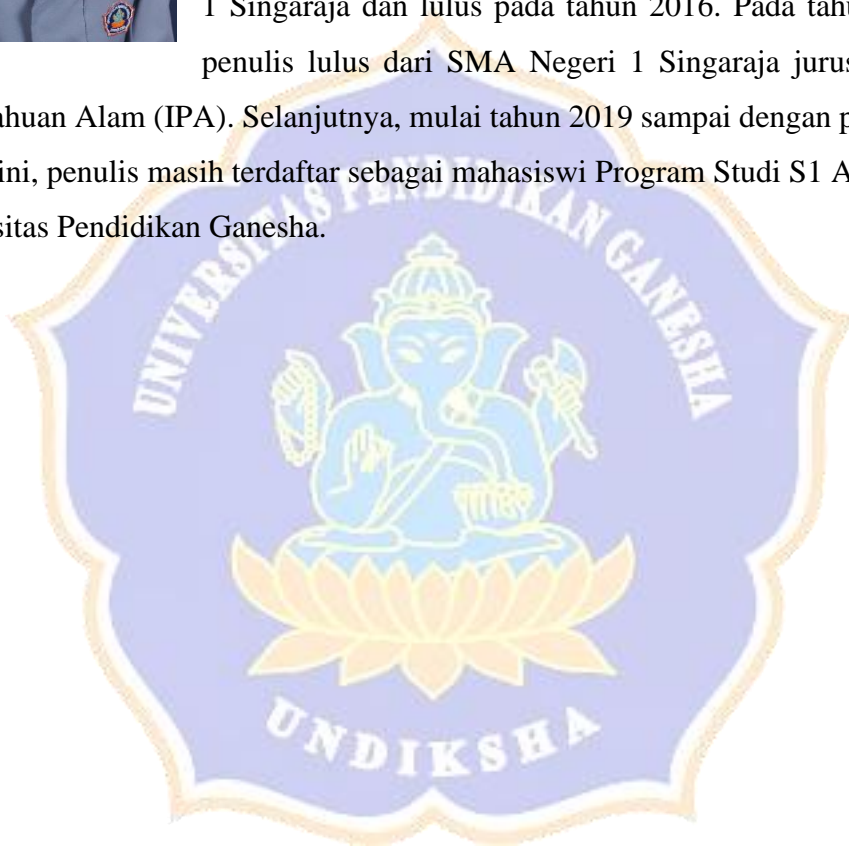 1 Singaraja dan lulus pada tahun 2016. Pada tahu
penulis lulus dari SMA Negeri 1 Singaraja jurus
ahuan Alam (IPA). Selanjutnya, mulai tahun 2019 sampai dengan p
ini, penulis masih terdaftar sebagai mahasiswi Program Studi S1 A
sitas Pendidikan Ganesha.
UNIVERSITAS PENDIDIKAN GANESHA
UNDIKSHA